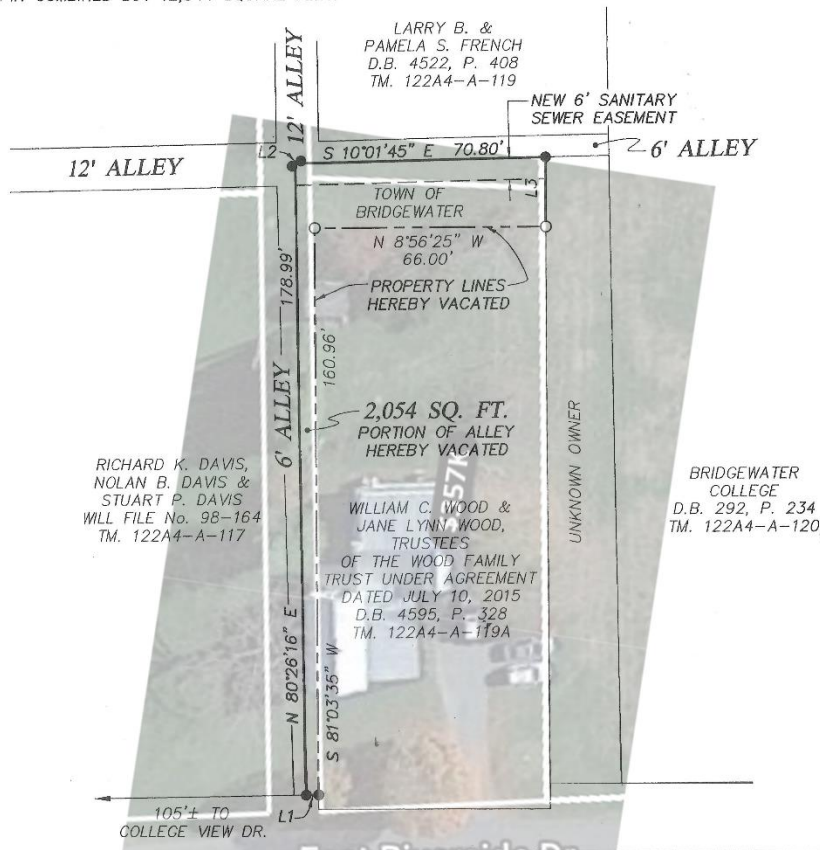 LARRY B. &
PAMELA S. FRENCH
D.B. 4522, P. 408
TM. 122A4-A-119
12' ALLEY
NEW 6' SANITARY
SEWER EASEMENT
6' ALLEY
12' ALLEY
L2
S 10°01'45" E 70.80'
L3
TOWN OF
BRIDGEWATER
N 8°56'25" W
66.00'
PROPERTY LINES
HEREBY VACATED
178.99'
160.96'
6' ALLEY
2,054 SQ. FT.
PORTION OF ALLEY
HEREBY VACATED
UNKNOWN OWNER
RICHARD K. DAVIS,
NOLAN B. DAVIS &
STUART P. DAVIS
WILL FILE No. 98-164
TM. 122A4-A-117
$357K
WILLIAM C. WOOD &
JANE LYNN WOOD,
TRUSTEES
OF THE WOOD FAMILY
TRUST UNDER AGREEMENT
DATED JULY 10, 2015
D.B. 4595, P. 328
TM. 122A4-A-119A
BRIDGEWATER
COLLEGE
D.B. 292, P. 234
TM. 122A4-A-120
N 80°26'16" E
S 81°03'35" W
105'± TO
COLLEGE VIEW DR.
L1